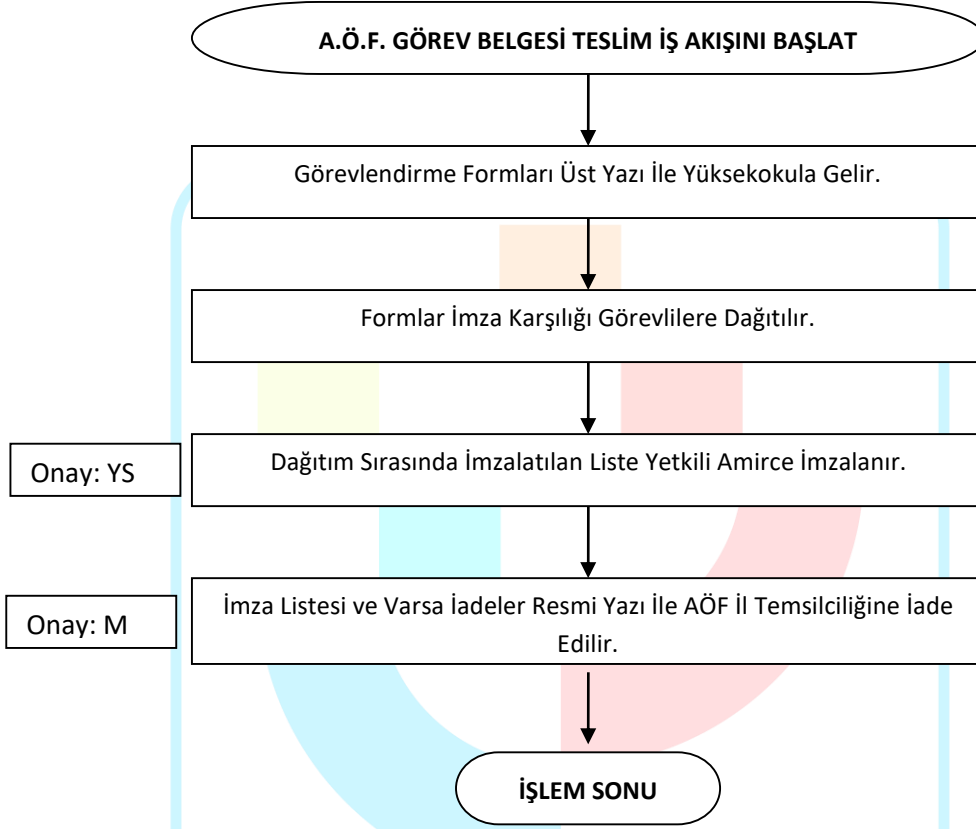 A.Ö.F. GÖREV BELGESİ TESLİM İŞ AKIŞINI BAŞLAT
Görevlendirme Formları Üst Yazı İle Yüksekokula Gelir.
Formlar İmza Karşılığı Görevlilere Dağıtılır.
Onay: YS
Dağıtım Sırasında İmzalatılan Liste Yetkili Amirce İmzalanır.
Onay: M
İmza Listesi ve Varsa İadeler Resmi Yazı İle AÖF İl Temsilciliğine İade
Edilir.
İŞLEM SONU